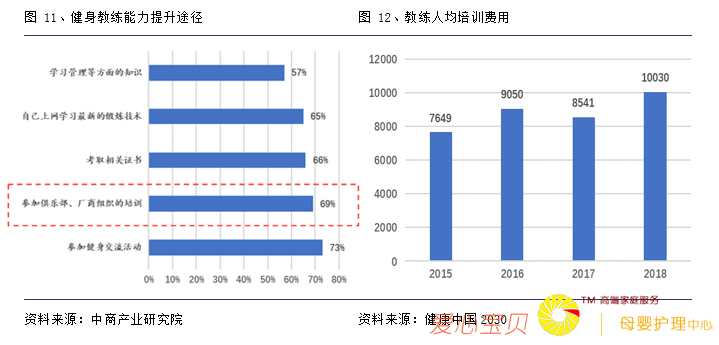 图 11、健身教练能力提升途径
学习管理等方面的知识
57%
自己上网学习最新的锻炼技术
65%
考取相关证书
66%
参加俱乐部、厂商组织的培训
69%
参加健身交流活动
73%
0% 10% 20% 30% 40% 50% 60% 70% 80%
资料来源：中商产业研究院
图 12、教练人均培训费用
12000
10000
8000
6000
4000
2000
0
7649
9050
8541
10030
2015 2016 2017 2018
资料来源：健康中国 2030
爱心宝贝
TM 高端家庭服务
母婴护理中心